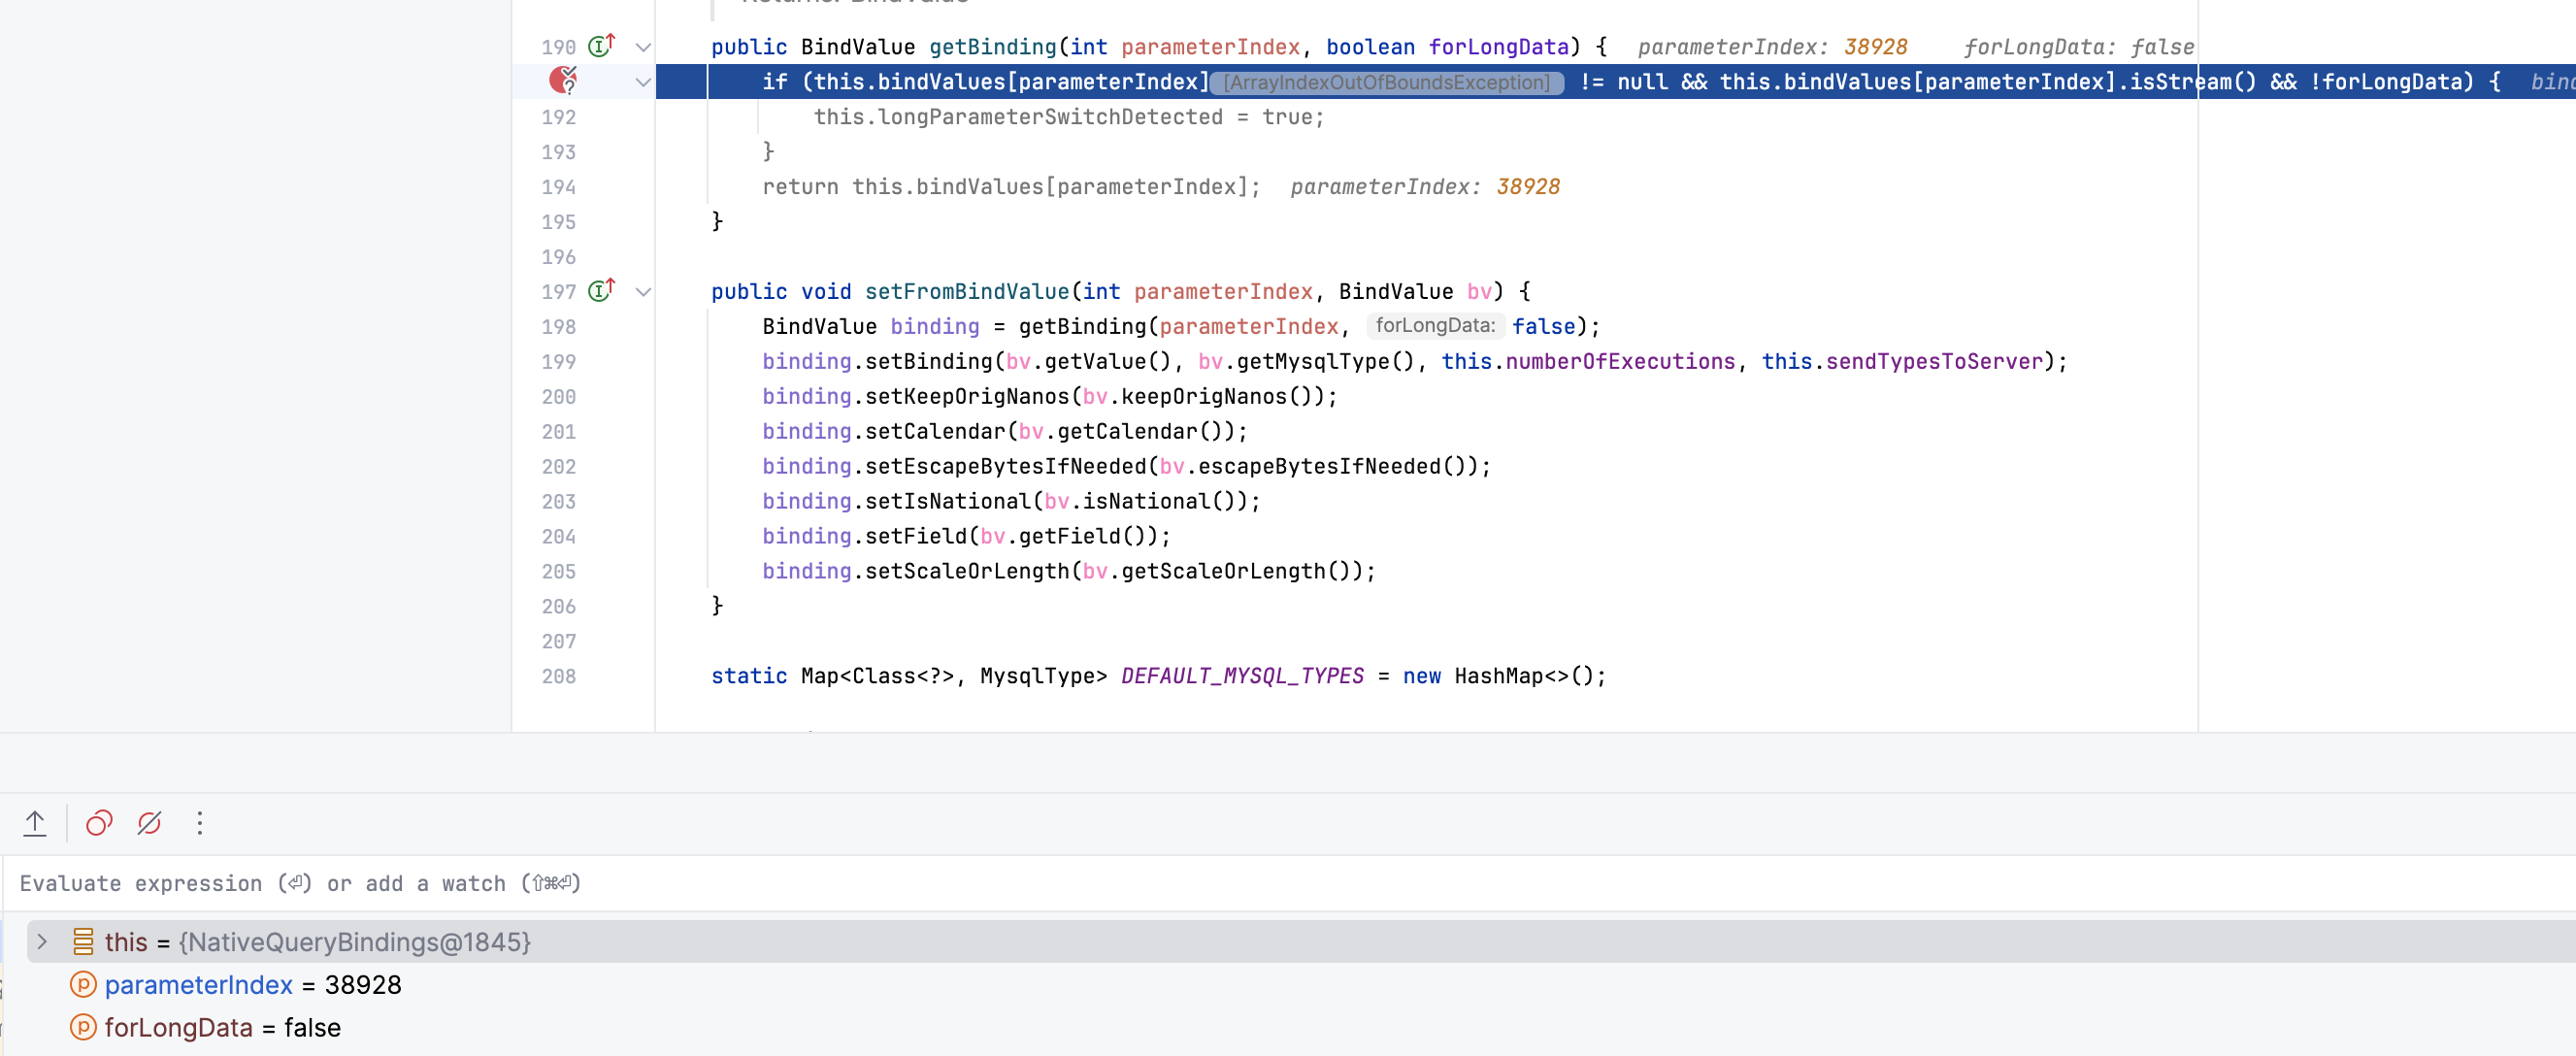 190 public BindValue getBinding(int parameterIndex, boolean forLongData) { parameterIndex: 38928 forLongData: false
if (this.bindValues[parameterIndex] [ArrayIndexOutOfBoundsException] != null && this.bindValues[parameterIndex].isStream() && !forLongData) {
192 this.longParameterSwitchDetected = true;
193 }
194 return this.bindValues[parameterIndex]; parameterIndex: 38928
195 }
196
197 public void setFromBindValue(int parameterIndex, BindValue bv) {
198 BindValue binding = getBinding(parameterIndex, forLongData: false);
199 binding.setBinding(bv.getValue(), bv.getMysqlType(), this.numberOfExecutions, this.sendTypesToServer);
200 binding.setKeepOrigNanos(bv.keepOrigNanos());
201 binding.setCalendar(bv.getCalendar());
202 binding.setEscapeBytesIfNeeded(bv.escapeBytesIfNeeded());
203 binding.setIsNational(bv.isNational());
204 binding.setField(bv.getField());
205 binding.setScaleOrLength(bv.getScaleOrLength());
206 }
207
208 static Map<Class<?>, MysqlType> DEFAULT_MYSQL_TYPES = new HashMap<>();
Evaluate expression (⏎) or add a watch (⇧⌘⏎)
this = {NativeQueryBindings@1845}
parameterIndex = 38928
forLongData = false